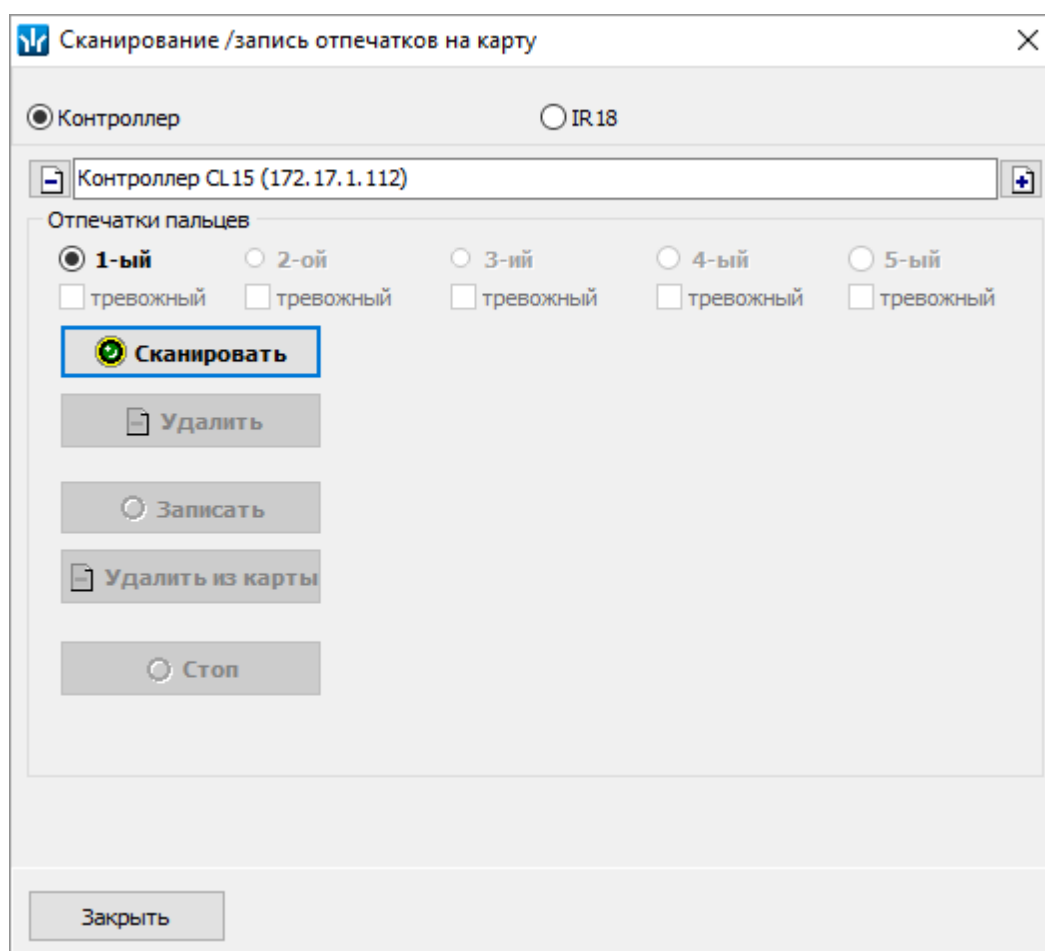 Сканирование /запись отпечатков на карту
Контроллер IR18
Контроллер CL15 (172.17.1.112)
Отпечатки пальцев
1-ый 2-ой 3-ий 4-ый 5-ый
тревожный тревожный тревожный тревожный тревожный
Сканировать
Удалить
Записать
Удалить из карты
Стоп
Закрыть